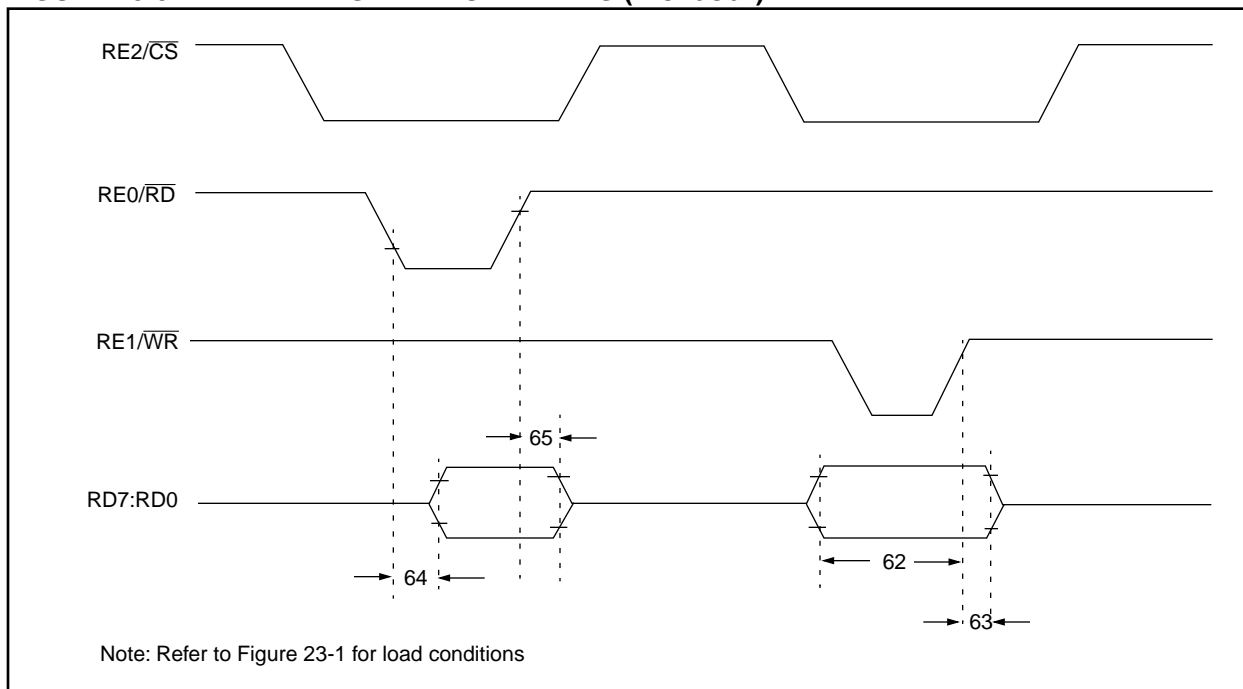 RE2/CS
RE0/RD
RE1/WR
65
RD7:RD0
64
62
63
Note: Refer to Figure 23-1 for load conditions